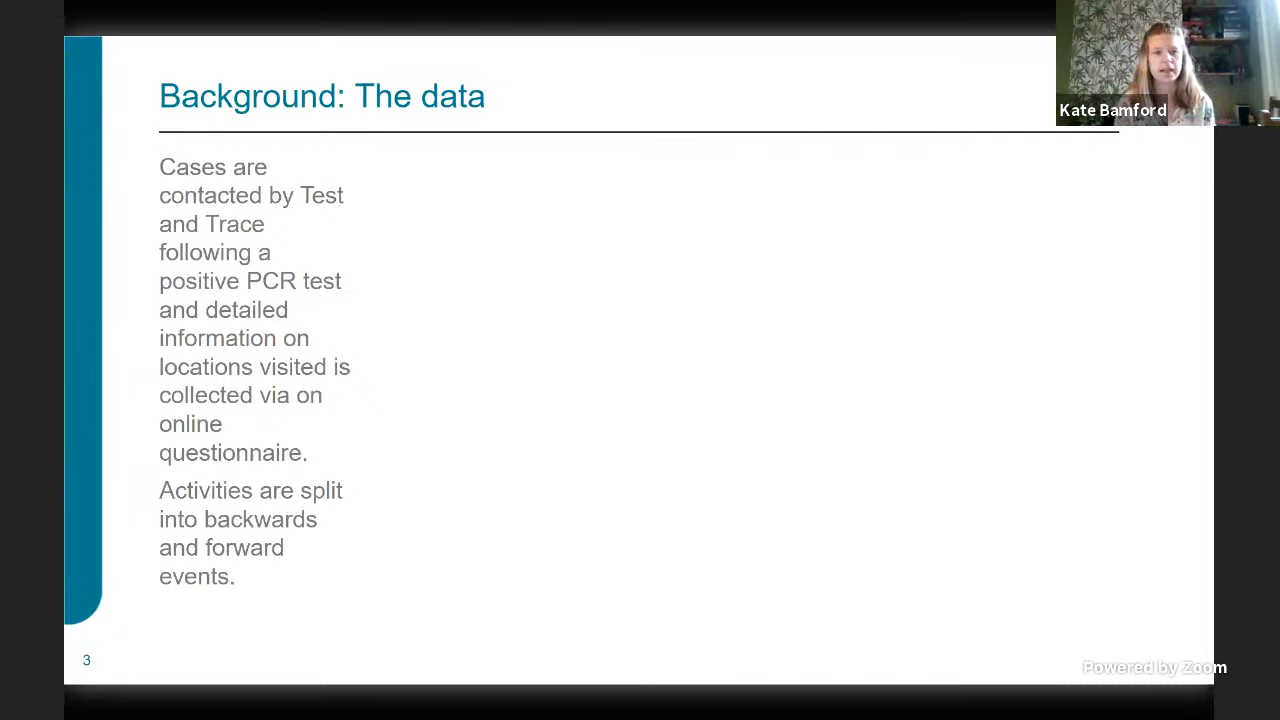 Background: The data
Kate Bamford
Cases are
contacted by Test
and Trace
following a
positive PCR test
and detailed
information on
locations visited is
collected via on
online
questionnaire.
Activities are split
into backwards
and forward
events.
3
Powered by Zoom